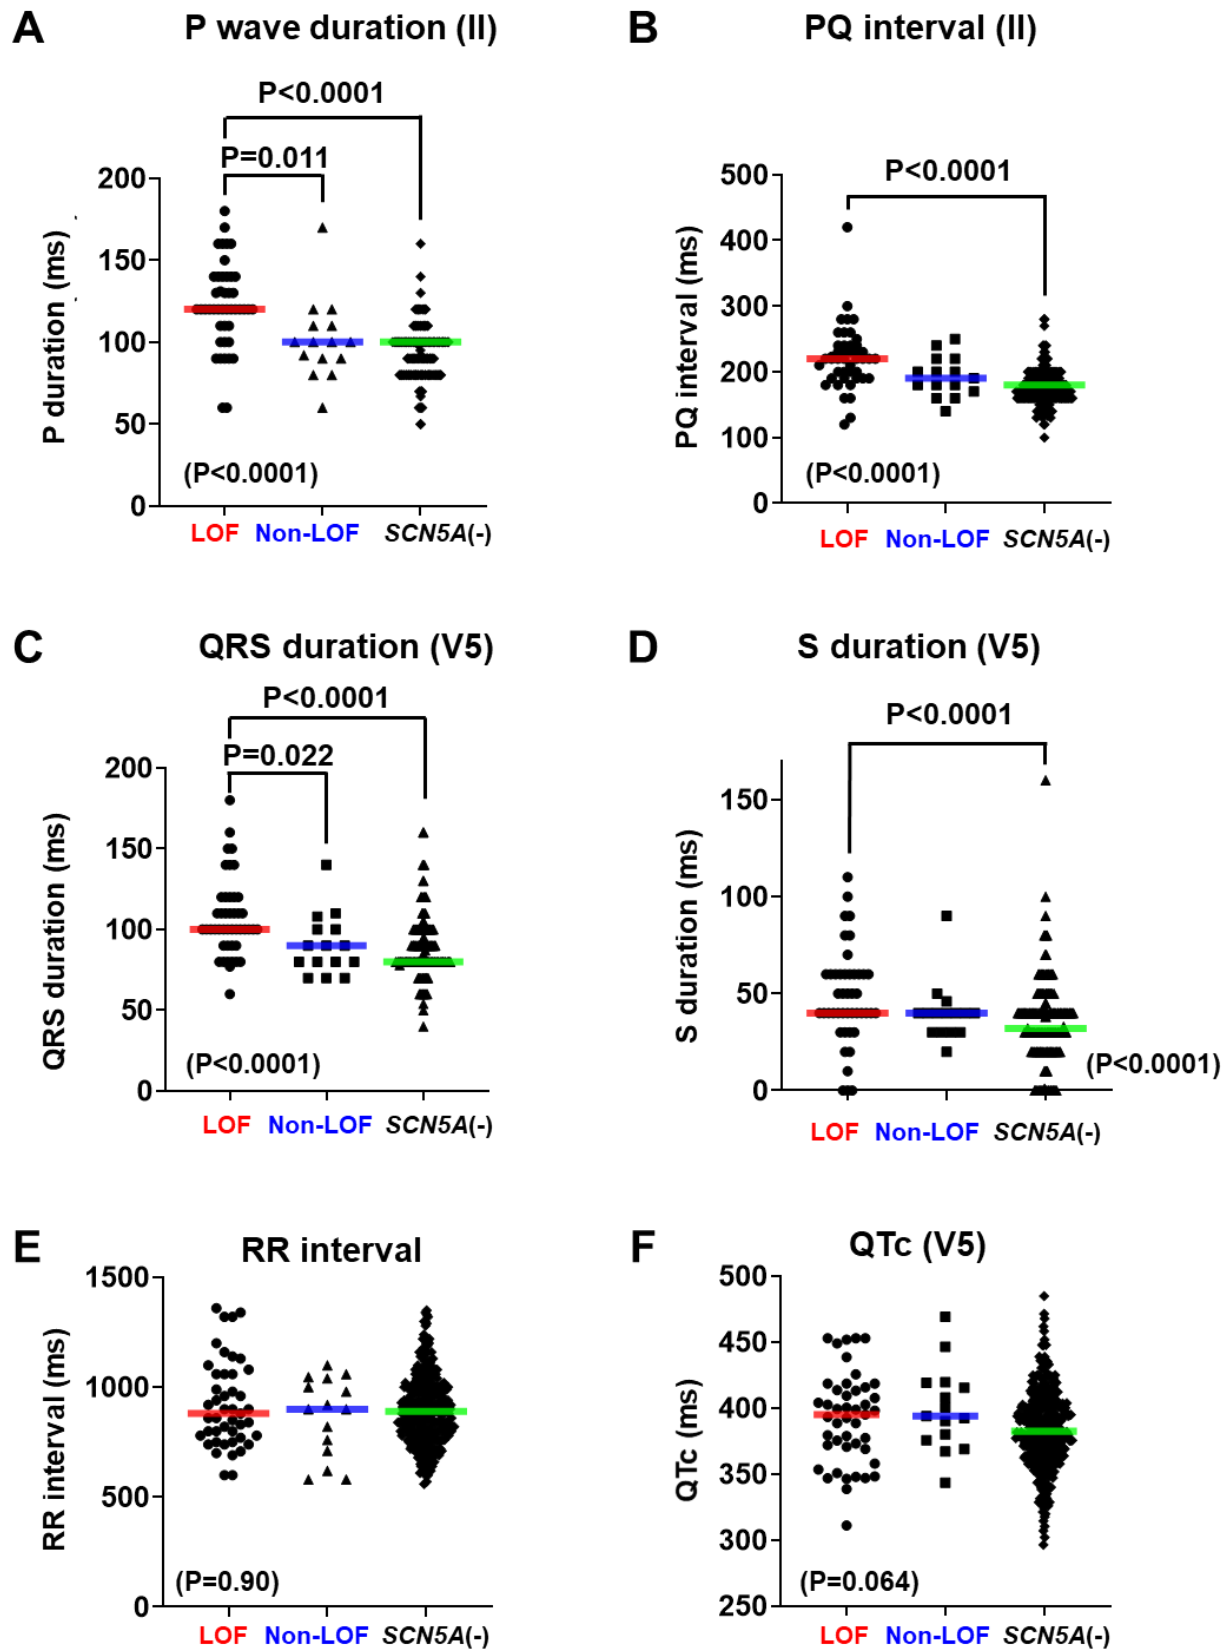 A P wave duration (II)
P<0.0001
P=0.011
200
150
100
50
0
P duration (ms)
(P<0.0001)
LOF Non-LOF SCN5A(-)
B PQ interval (II)
P<0.0001
500
400
300
200
100
0
PQ interval (ms)
(P<0.0001)
LOF Non-LOF SCN5A(-)
C QRS duration (V5)
P<0.0001
P=0.022
200
150
100
50
0
QRS duration (ms)
(P<0.0001)
LOF Non-LOF SCN5A(-)
D S duration (V5)
P<0.0001
150
100
50
0
S duration (ms)
(P<0.0001)
LOF Non-LOF SCN5A(-)
E RR interval
1500
1000
500
0
RR interval (ms)
(P=0.90)
LOF Non-LOF SCN5A(-)
F QTc (V5)
500
450
400
350
300
250
QTc (ms)
(P=0.064)
LOF Non-LOF SCN5A(-)